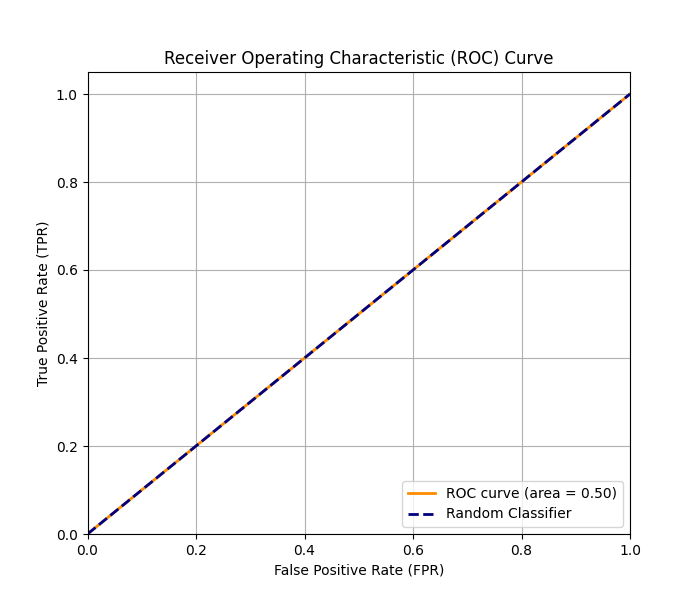 Receiver Operating Characteristic (ROC) Curve
1.0
0.8
0.6
0.4
0.2
0.0
True Positive Rate (TPR)
ROC curve (area = 0.50)
Random Classifier
0.0 0.2 0.4 0.6 0.8 1.0
False Positive Rate (FPR)